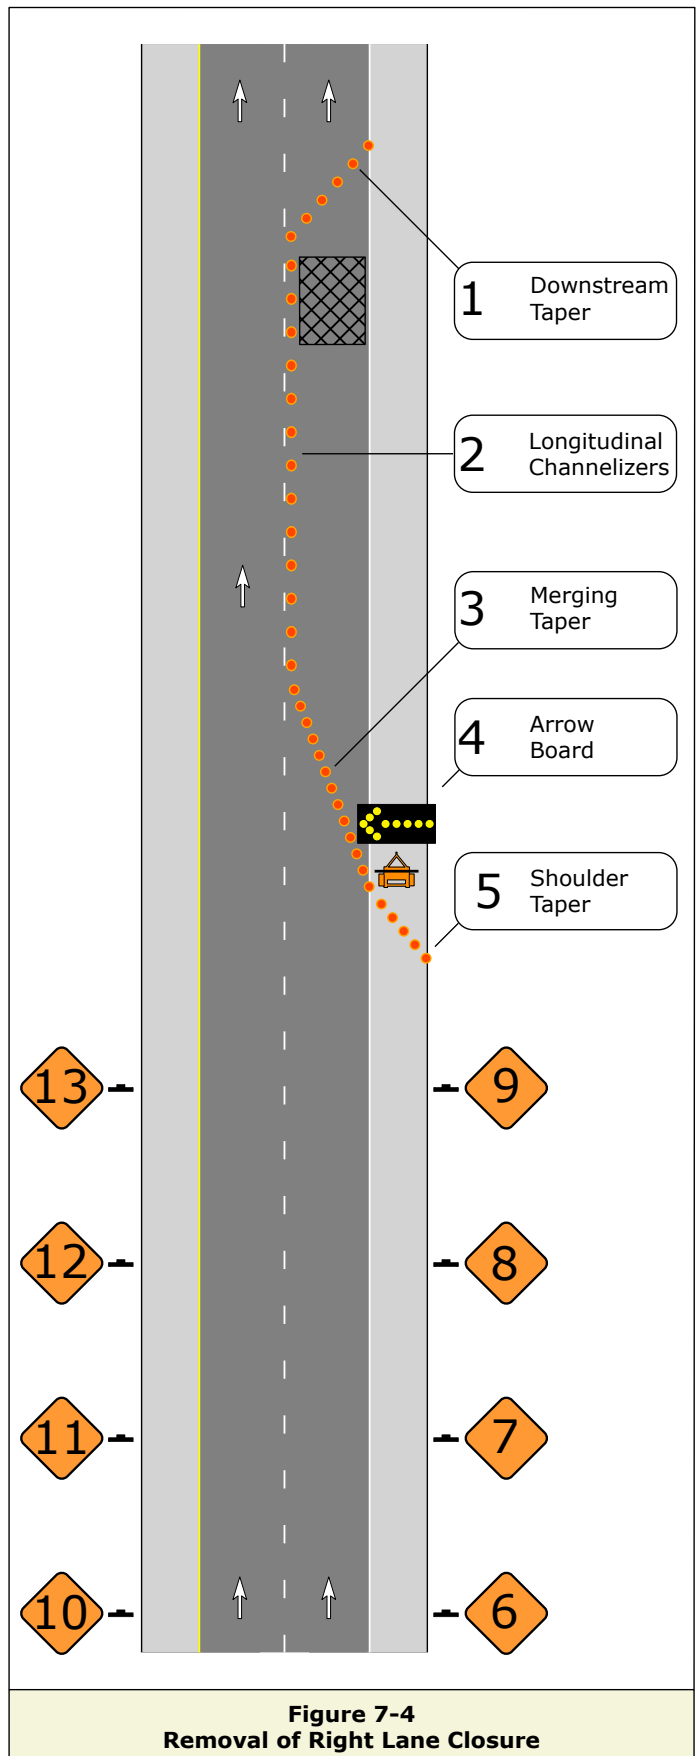 1 Downstream
Taper
2 Longitudinal
Channelizers
3 Merging
Taper
4 Arrow
Board
5 Shoulder
Taper
13 9
12 8
11 7
10 6
Figure 7-4
Removal of Right Lane Closure